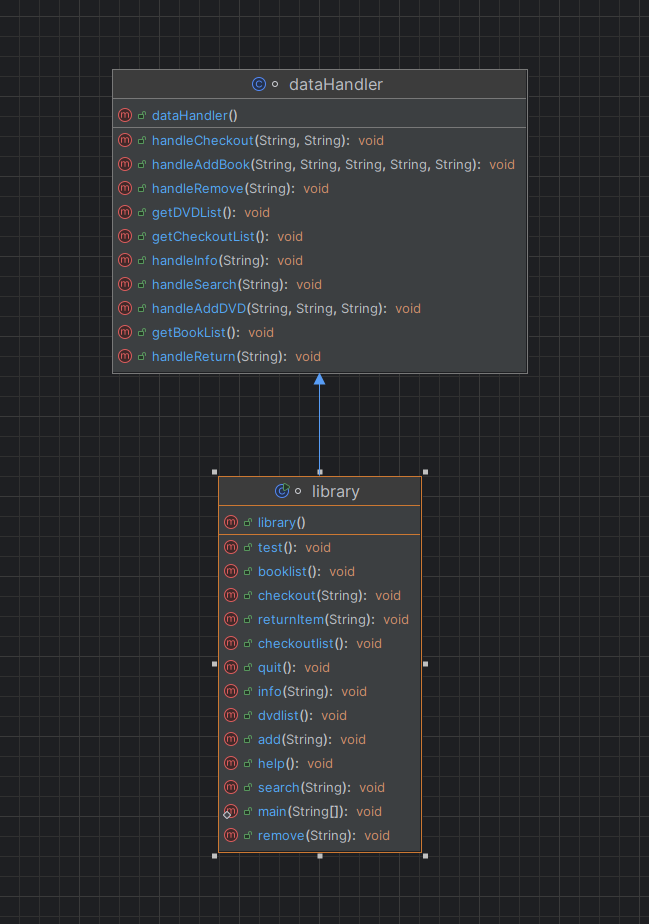 dataHandler
dataHandler()
handleCheckout(String, String): void
handleAddBook(String, String, String, String, String): void
handleRemove(String): void
getDVDList(): void
getCheckoutList(): void
handleInfo(String): void
handleSearch(String): void
handleAddDVD(String, String, String): void
getBookList(): void
handleReturn(String): void
library
library()
test(): void
booklist(): void
checkout(String): void
returnItem(String): void
checkoutlist(): void
quit(): void
info(String): void
dvdlist(): void
add(String): void
help(): void
search(String): void
main(String[]): void
remove(String): void